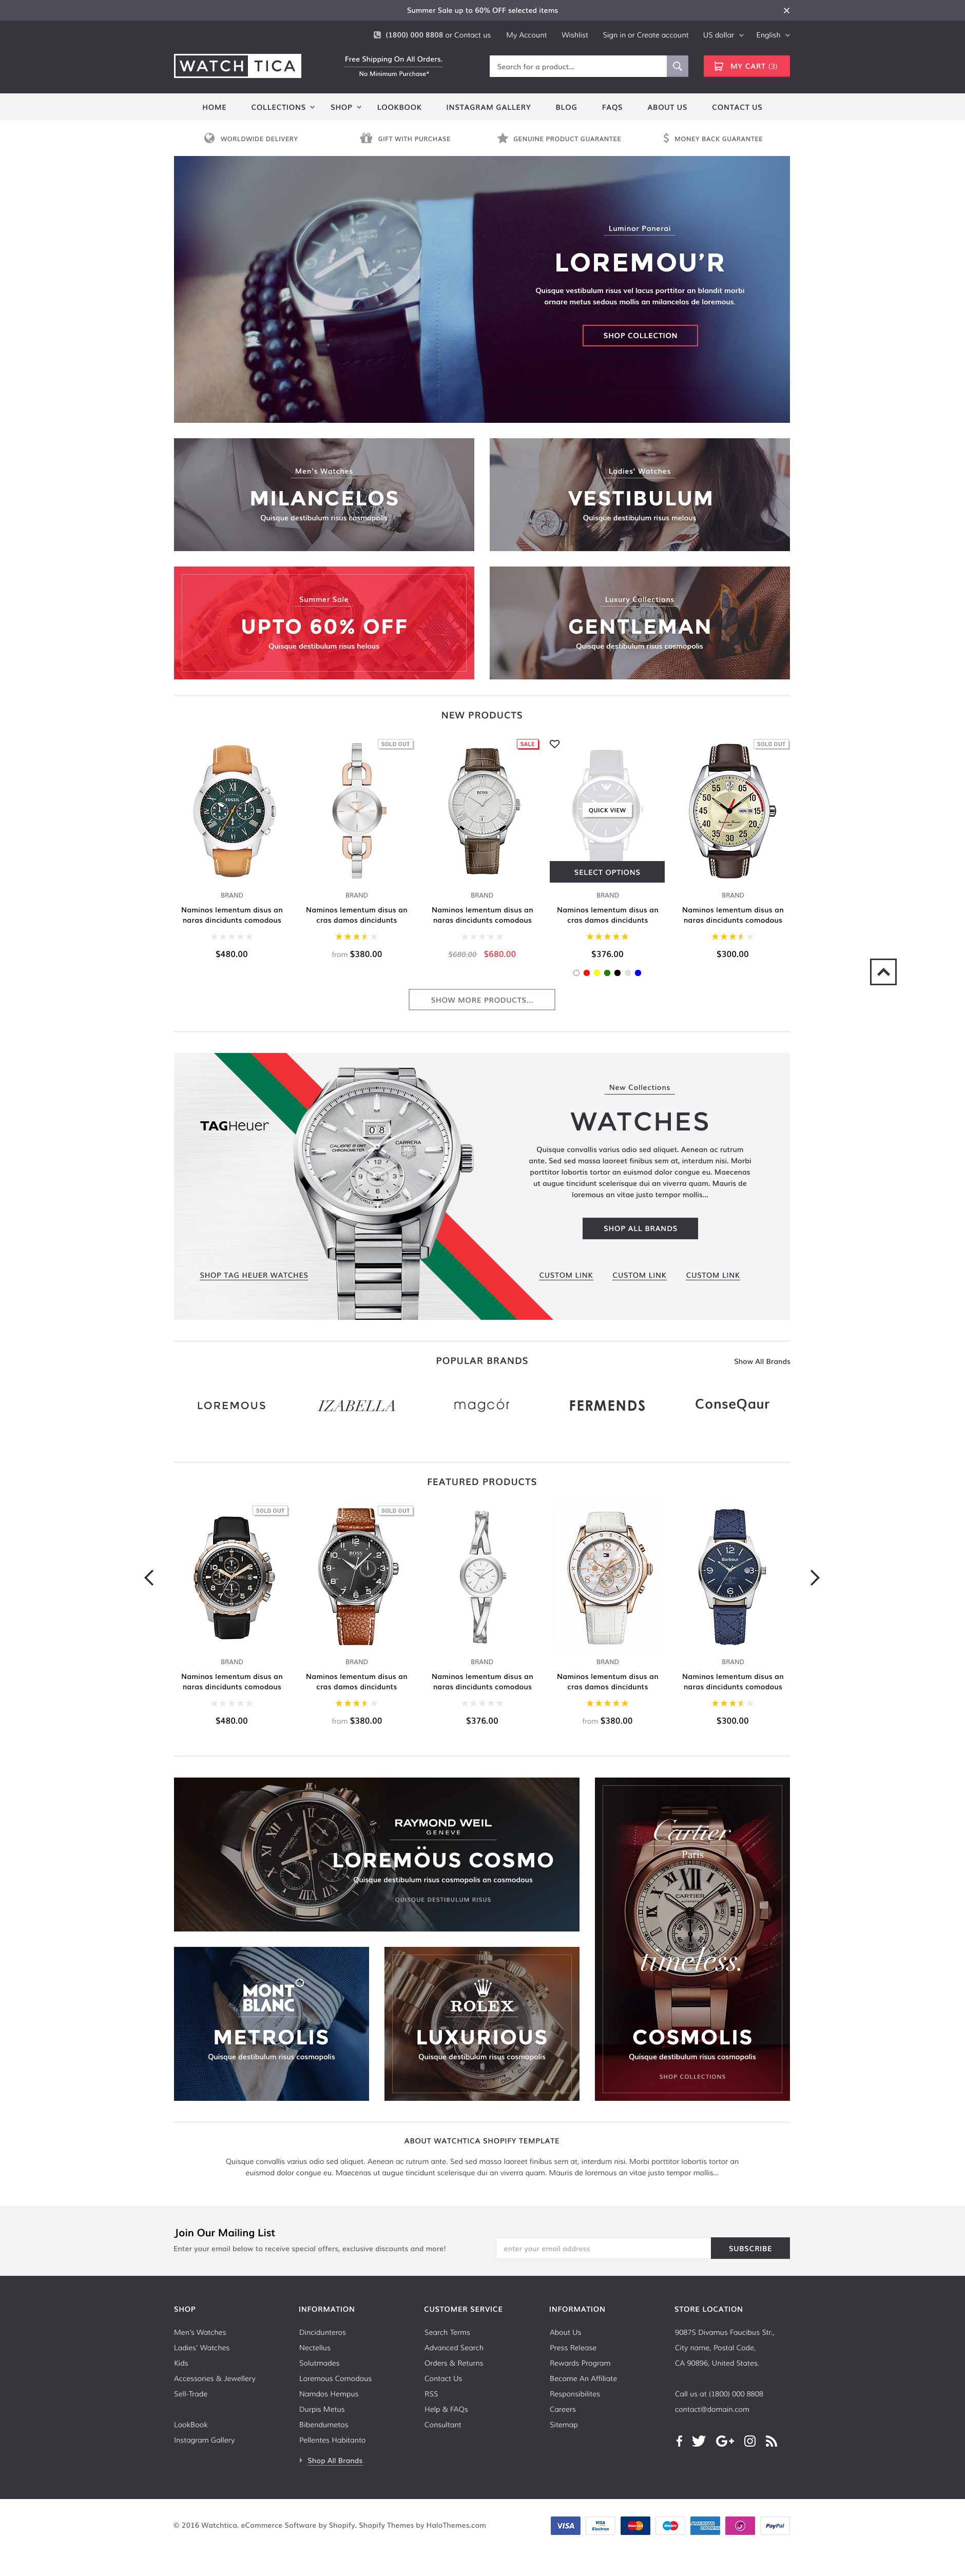 Summer Sale up to 60% OFF selected items
(1800) 000 8808 or Contact us
My Account
Wishlist
Sign in or Create account
US dollar
English
WATCH TICA
Free Shipping On All Orders.
No Minimum Purchase*
Search for a product...
MY CART (3)
HOME
COLLECTIONS
SHOP
LOOKBOOK
INSTAGRAM GALLERY
BLOG
FAQS
ABOUT US
CONTACT US
WORLDWIDE DELIVERY
GIFT WITH PURCHASE
GENUINE PRODUCT GUARANTEE
MONEY BACK GUARANTEE
Luminor Panerai
LOREMOU'R
Quisque vestibulum risus vel lacus porttitor an blandit morbi
ornare metus sedous mollis an milancelos de loremous.
SHOP COLLECTION
Men's Watches
MILANCELOS
Quisque destibulum risus cosmopolis
Ladies' Watches
VESTIBULUM
Quisque destibulum risus melous
Summer Sale
UPTO 60% OFF
Quisque destibulum risus helous
Luxury Collections
GENTLEMAN
Quisque destibulum risus cosmopolis
NEW PRODUCTS
SOLD OUT
SALE
SOLD OUT
FOSSIL
BOSS
QUICK VIEW
SELECT OPTIONS
BRAND
Naminos lementum disus an
naras dincidunts comodous
$480.00
BRAND
Naminos lementum disus an
cras damos dincidunts
from $380.00
BRAND
Naminos lementum disus an
naras dincidunts comodous
$680.00 $680.00
BRAND
Naminos lementum disus an
cras damos dincidunts
$376.00
BRAND
Naminos lementum disus an
naras dincidunts comodous
$300.00
SHOW MORE PRODUCTS...
TAGHeuer
CALIBRE 8 GMT
CHRONOMETER
CARRERA
SHOP TAG HEUER WATCHES
New Collections
WATCHES
Quisque convallis varius odio sed aliquet. Aenean ac rutrum
ante. Sed sed massa laoreet finibus sem at, interdum nisi. Morbi
porttitor lobortis tortor an euismod dolor congue eu. Maecenas
ut augue tincidunt scelerisque dui an viverra quam. Mauris de
loremous an vitae justo tempor mollis...
SHOP ALL BRANDS
CUSTOM LINK
CUSTOM LINK
CUSTOM LINK
POPULAR BRANDS
Show All Brands
LOREMOUS
IZABELLA
magcór
FERMENDS
ConseQaur
FEATURED PRODUCTS
SOLD OUT
SOLD OUT
BOSS
Barbour
BRAND
Naminos lementum disus an
naras dincidunts comodous
$480.00
BRAND
Naminos lementum disus an
cras damos dincidunts
from $380.00
BRAND
Naminos lementum disus an
naras dincidunts comodous
$376.00
BRAND
Naminos lementum disus an
cras damos dincidunts
from $380.00
BRAND
Naminos lementum disus an
naras dincidunts comodous
$300.00
RAYMOND WEIL
GENEVE
LOREMÖUS COSMO
Quisque destibulum risus cosmopolis an cosmodous
QUISQUE DESTIBULUM RISUS
MONT BLANC
METROLIS
Quisque destibulum risus cosmopolis
ROLEX
LUXURIOUS
Quisque destibulum risus cosmopolis
Cartier
Paris
CARTIER
timeless.
COSMOLIS
Quisque destibulum risus cosmopolis
SHOP COLLECTIONS
ABOUT WATCHTICA SHOPIFY TEMPLATE
Quisque convallis varius odio sed aliquet. Aenean ac rutrum ante. Sed sed massa laoreet finibus sem at, interdum nisi. Morbi porttitor lobortis tortor an
euismod dolor congue eu. Maecenas ut augue tincidunt scelerisque dui an viverra quam. Mauris de loremous an vitae justo tempor mollis...
Join Our Mailing List
Enter your email below to receive special offers, exclusive discounts and more!
enter your email address
SUBSCRIBE
SHOP
Men's Watches
Ladies' Watches
Kids
Accessories & Jewellery
Sell-Trade
LookBook
Instagram Gallery
INFORMATION
Dincidunteros
Nectellus
Solutmades
Loremous Comodous
Namdos Hempus
Durpis Metus
Bibendumetos
Pellentes Habitanto
Shop All Brands
CUSTOMER SERVICE
Search Terms
Advanced Search
Orders & Returns
Contact Us
RSS
Help & FAQs
Consultant
INFORMATION
About Us
Press Release
Rewards Program
Become An Affiliate
Responsibilites
Careers
Sitemap
STORE LOCATION
9087S Divamus Faucibus Str.,
City name, Postal Code,
CA 90896, United States.
Call us at (1800) 000 8808
contact@domain.com
© 2016 Watchtica. eCommerce Software by Shopify. Shopify Themes by HaloThemes.com
VISA
VISA
Electron
MasterCard
Maestro
AMERICAN EXPRESS
PayPal